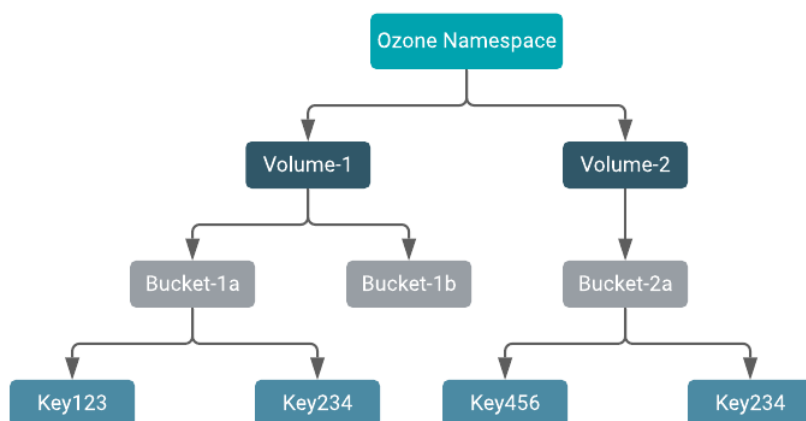 Ozone Namespace
Volume-1
Volume-2
Bucket-1a
Bucket-1b
Bucket-2a
Key123
Key234
Key456
Key234